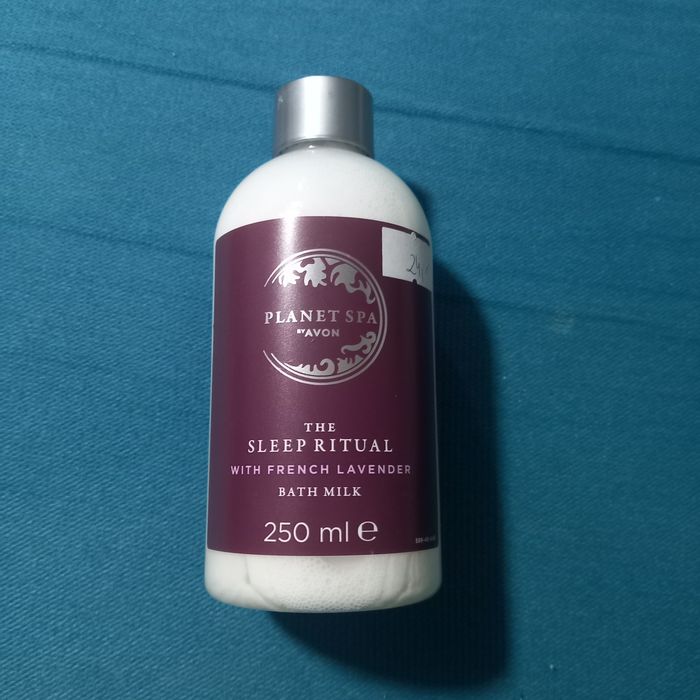 PLANET SPA
BY AVON
THE
SLEEP RITUAL
WITH FRENCH LAVENDER
BATH MILK
250 ml e